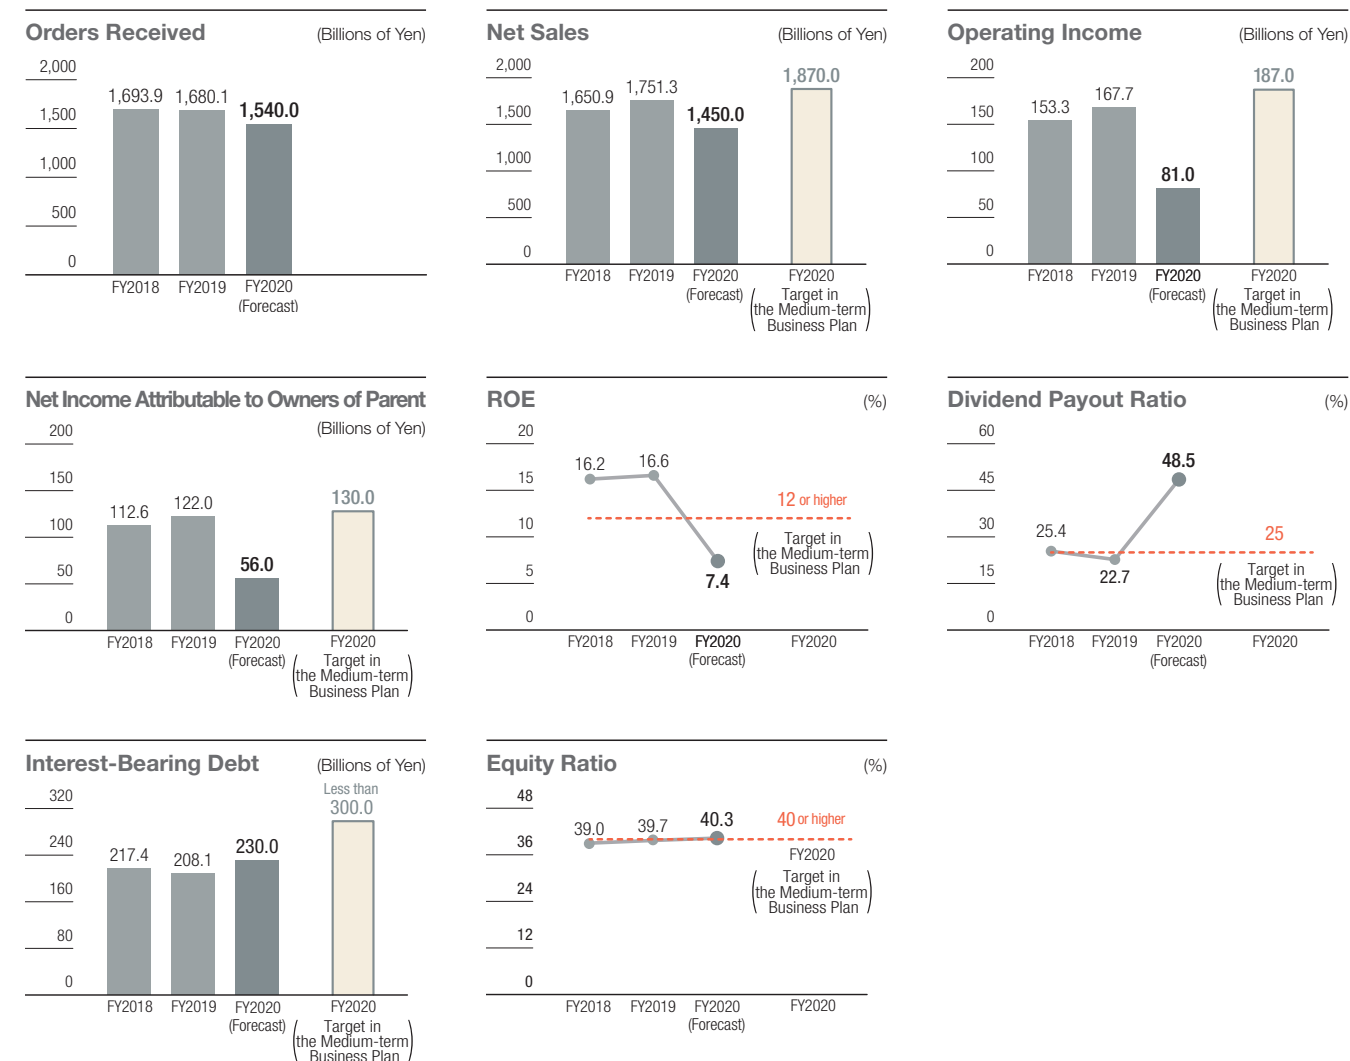 Orders Received (Billions of Yen)
2,000
1,500
1,000
500
0
1,693.9 1,680.1 1,540.0
FY2018 FY2019 FY2020
(Forecast)
Net Sales (Billions of Yen)
2,000
1,500
1,000
500
0
1,650.9 1,751.3 1,450.0 1,870.0
FY2018 FY2019 FY2020 FY2020
(Forecast) (Target in
the Medium-term
Business Plan)
Operating Income (Billions of Yen)
200
150
100
50
0
153.3 167.7 81.0 187.0
FY2018 FY2019 FY2020 FY2020
(Forecast) (Target in
the Medium-term
Business Plan)
Net Income Attributable to Owners of Parent
(Billions of Yen)
200
150
100
50
0
112.6 122.0 56.0 130.0
FY2018 FY2019 FY2020 FY2020
(Forecast) (Target in
the Medium-term
Business Plan)
ROE (%)
20
15
10
5
0
16.2 16.6 7.4
12 or higher
(Target in
the Medium-term
Business Plan)
FY2018 FY2019 FY2020 FY2020
(Forecast)
Dividend Payout Ratio (%)
60
45
30
15
0
25.4 22.7 48.5
25
(Target in
the Medium-term
Business Plan)
FY2018 FY2019 FY2020 FY2020
(Forecast)
Interest-Bearing Debt (Billions of Yen)
320
240
160
80
0
217.4 208.1 230.0
Less than
300.0
FY2018 FY2019 FY2020 FY2020
(Forecast) (Target in
the Medium-term
Business Plan)
Equity Ratio (%)
48
36
24
12
0
39.0 39.7 40.3
40 or higher
FY2020
(Target in
the Medium-term
Business Plan)
FY2018 FY2019 FY2020 FY2020
(Forecast)